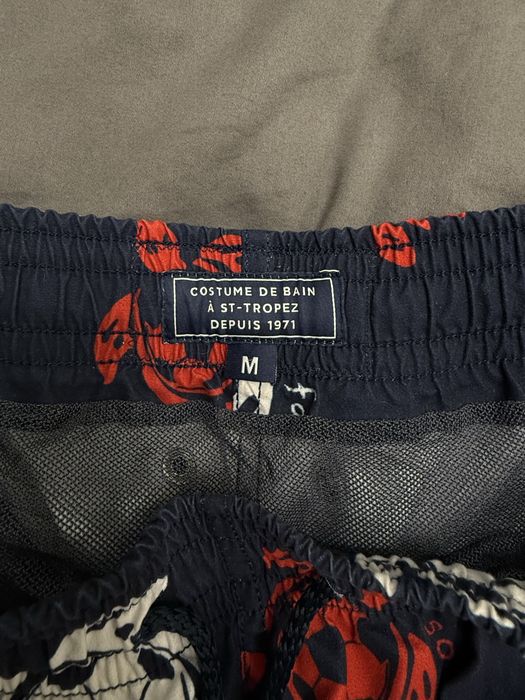 COSTUME DE BAIN
À ST-TROPEZ
DEPUIS 1971
M